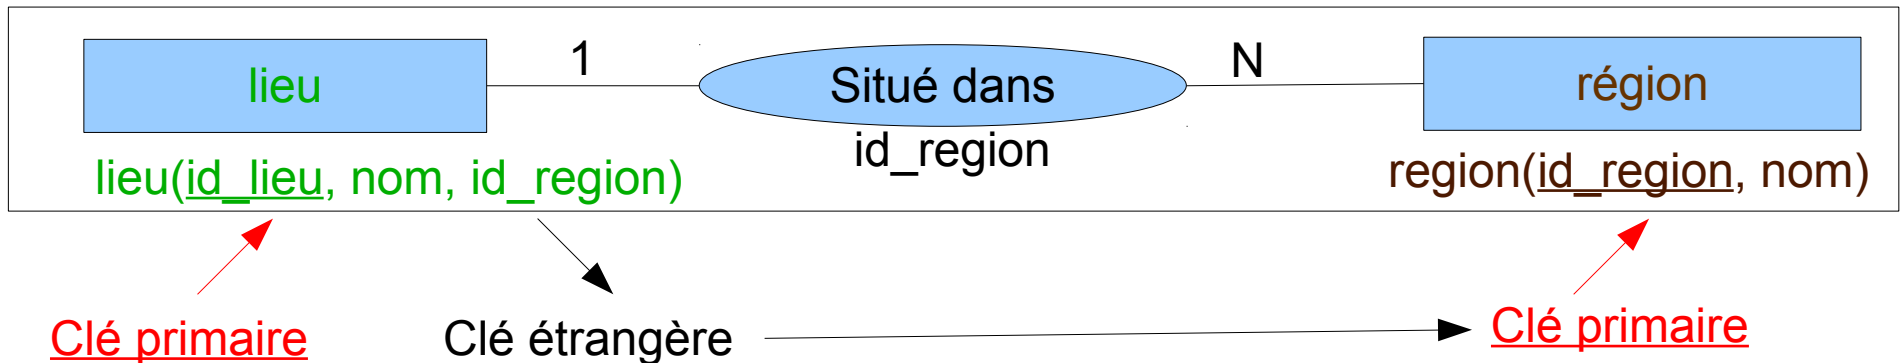 lieu
1
Situé dans
N
région
id_region
lieu(id_lieu, nom, id_region)
region(id_region, nom)
Clé primaire
Clé étrangère
Clé primaire